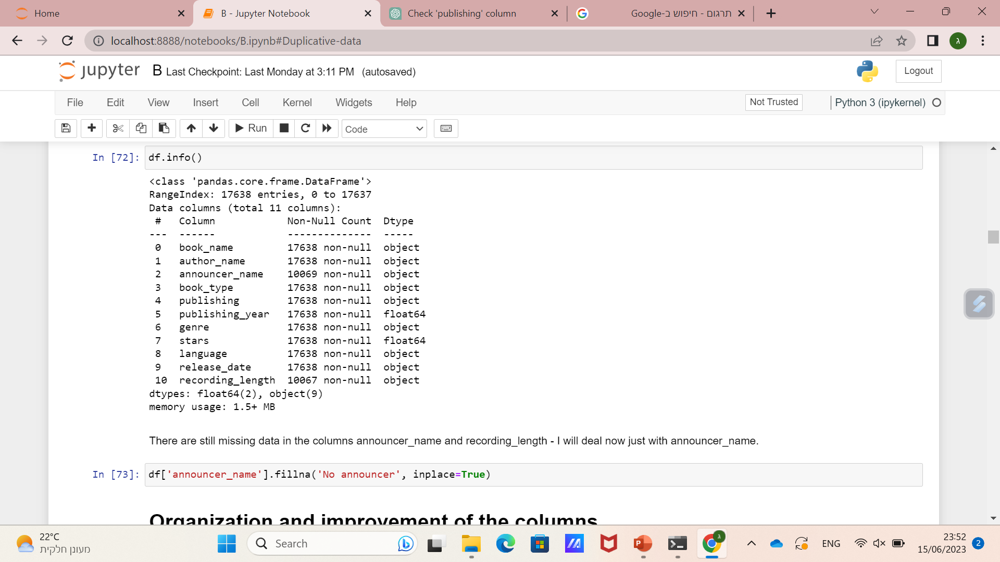 Home
B - Jupyter Notebook
Check 'publishing' column
תרגום - חיפוש ב-Google
localhost:8888/notebooks/B.ipynb#Duplicative-data
ג
jupyter
B Last Checkpoint: Last Monday at 3:11 PM (autosaved)
Logout
File Edit View Insert Cell Kernel Widgets Help
Not Trusted
Python 3 (ipykernel)
Run
Code
In [72]: df.info()
<class 'pandas.core.frame.DataFrame'>
RangeIndex: 17638 entries, 0 to 17637
Data columns (total 11 columns):
# Column Non-Null Count Dtype
--- ------ -------------- -----
0 book_name 17638 non-null object
1 author_name 17638 non-null object
2 announcer_name 10069 non-null object
3 book_type 17638 non-null object
4 publishing 17638 non-null object
5 publishing_year 17638 non-null float64
6 genre 17638 non-null object
7 stars 17638 non-null float64
8 language 17638 non-null object
9 release_date 17638 non-null object
10 recording_length 10067 non-null object
dtypes: float64(2), object(9)
memory usage: 1.5+ MB
There are still missing data in the columns announcer_name and recording_length - I will deal now just with announcer_name.
In [73]: df['announcer_name'].fillna('No announcer', inplace=True)
Organization and improvement of the columns
22°C
מעונן חלקית
Search
P
ג
ENG
23:52
15/06/2023
2